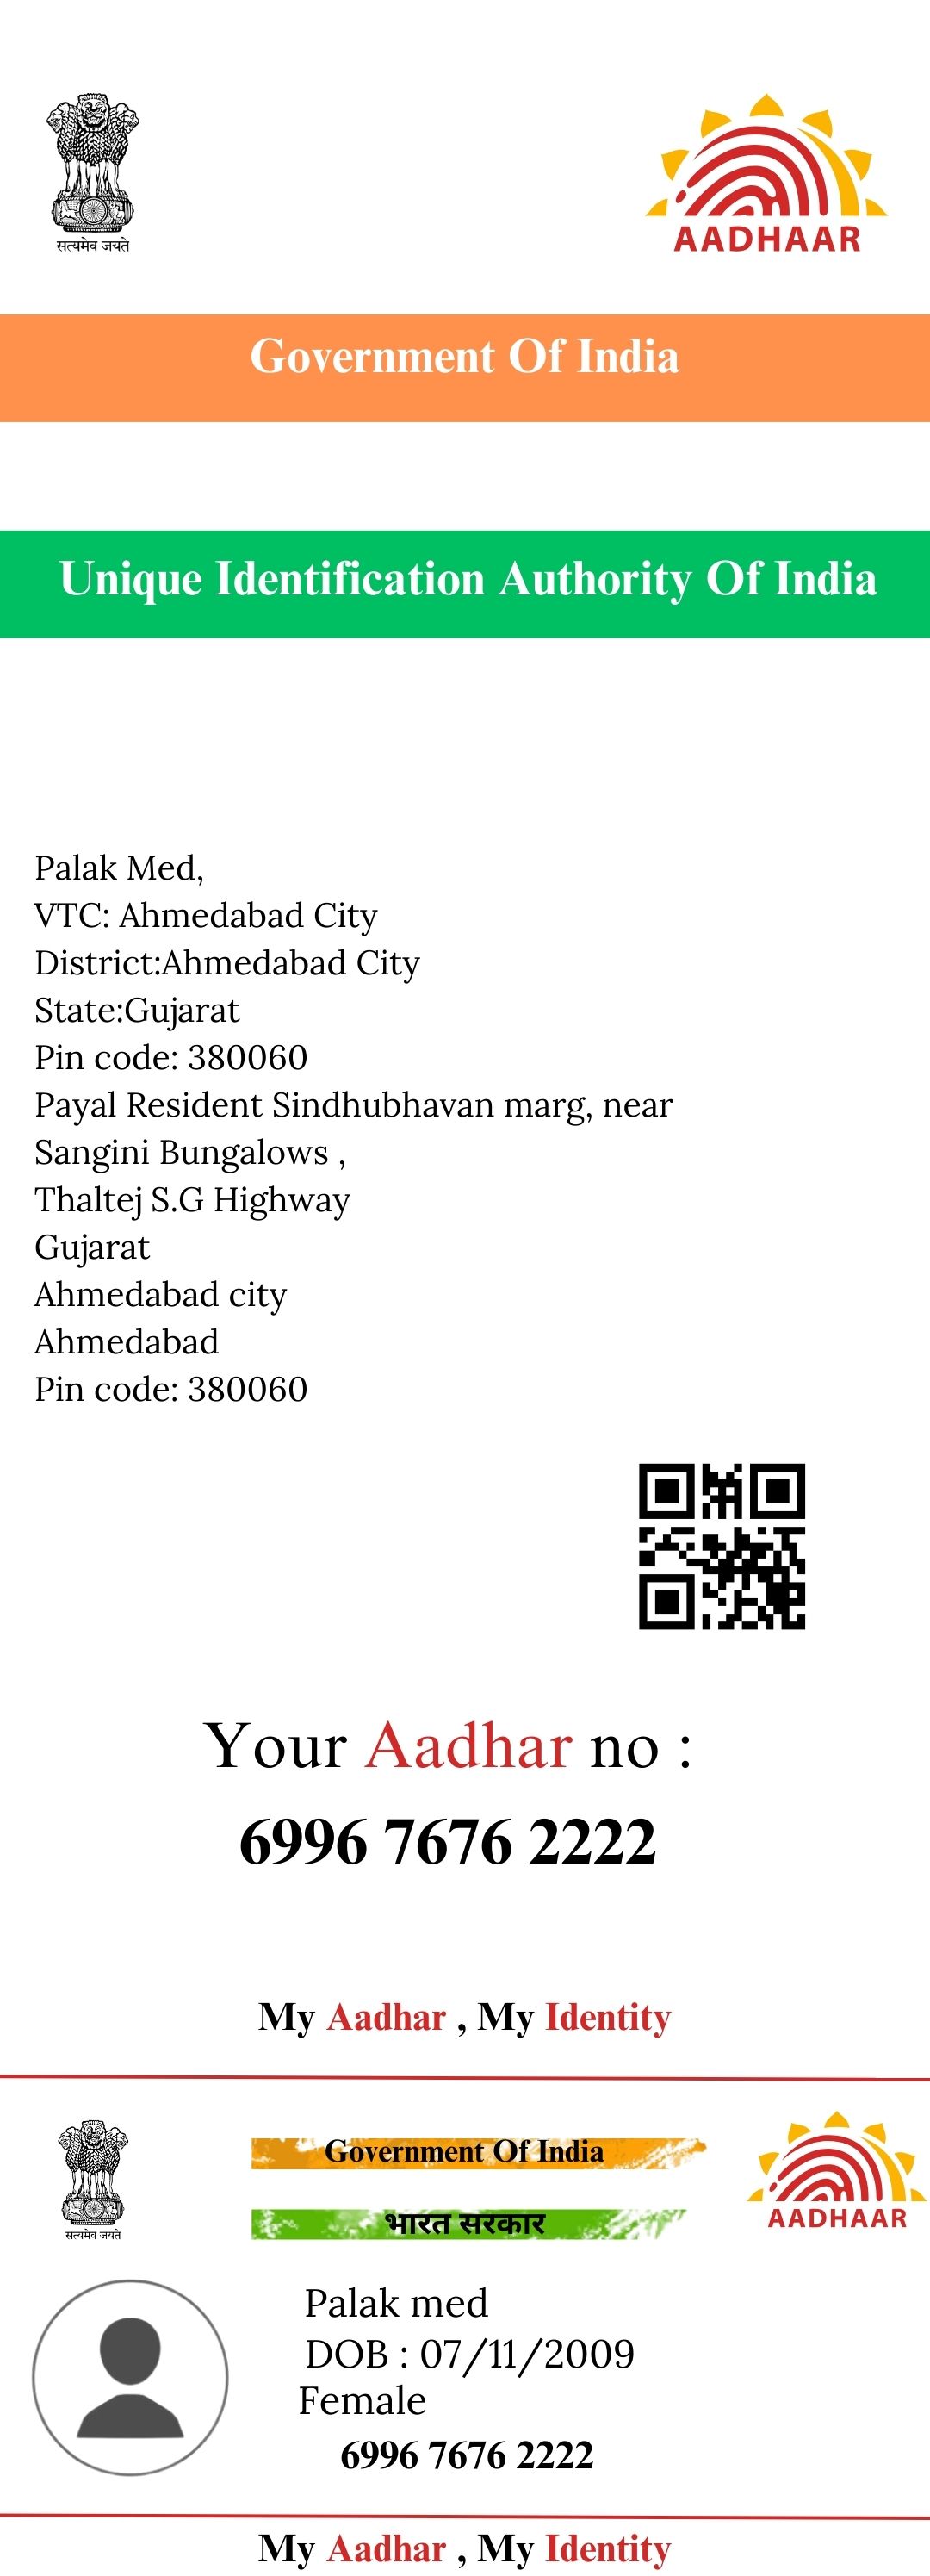 सत्यमेव जयते
AADHAAR
Government Of India
Unique Identification Authority Of India
Palak Med,
VTC: Ahmedabad City
District:Ahmedabad City
State:Gujarat
Pin code: 380060
Payal Resident Sindhubhavan marg, near
Sangini Bungalows ,
Thaltej S.G Highway
Gujarat
Ahmedabad city
Ahmedabad
Pin code: 380060
Your Aadhar no :
6996 7676 2222
My Aadhar , My Identity
Government Of India
भारत सरकार
सत्यमेव जयते
AADHAAR
Palak med
DOB : 07/11/2009
Female
6996 7676 2222
My Aadhar , My Identity